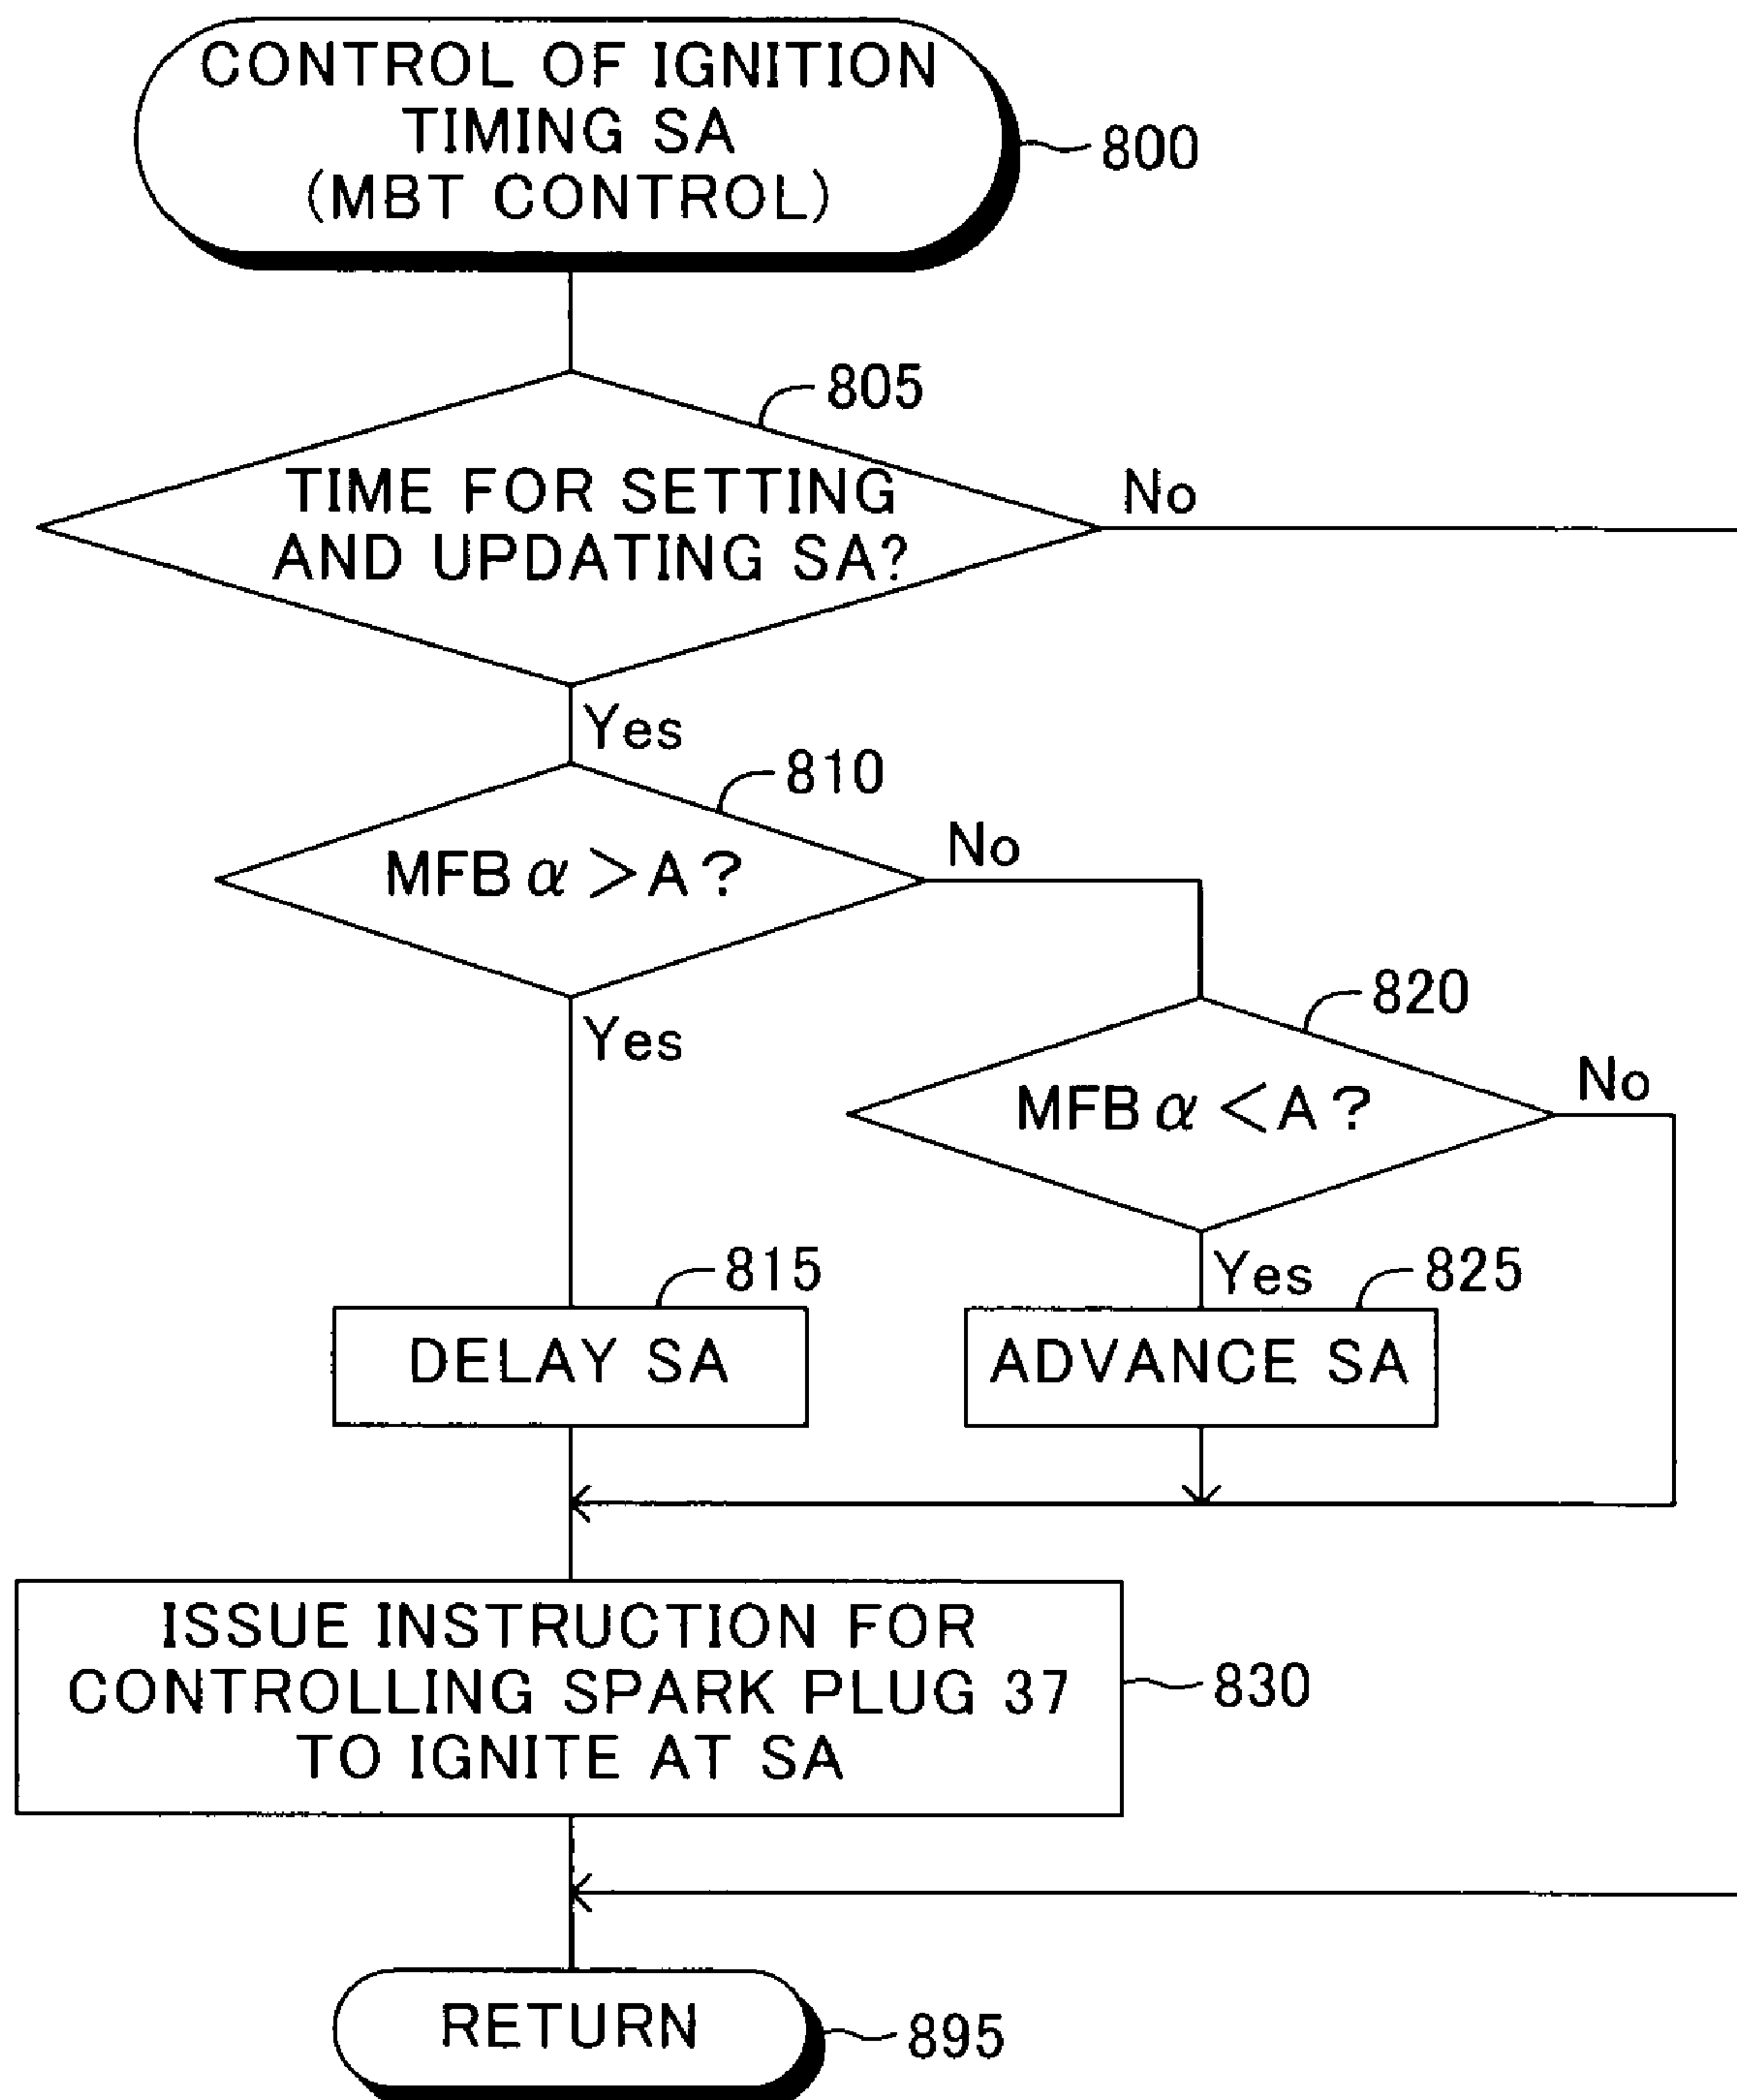 CONTROL OF IGNITION
TIMING SA
(MBT CONTROL)
800
805
TIME FOR SETTING
AND UPDATING SA?
No
Yes
810
MFB α >A?
No
Yes
820
MFB α <A?
No
Yes
815
DELAY SA
825
ADVANCE SA
ISSUE INSTRUCTION FOR
CONTROLLING SPARK PLUG 37
TO IGNITE AT SA
830
RETURN
895